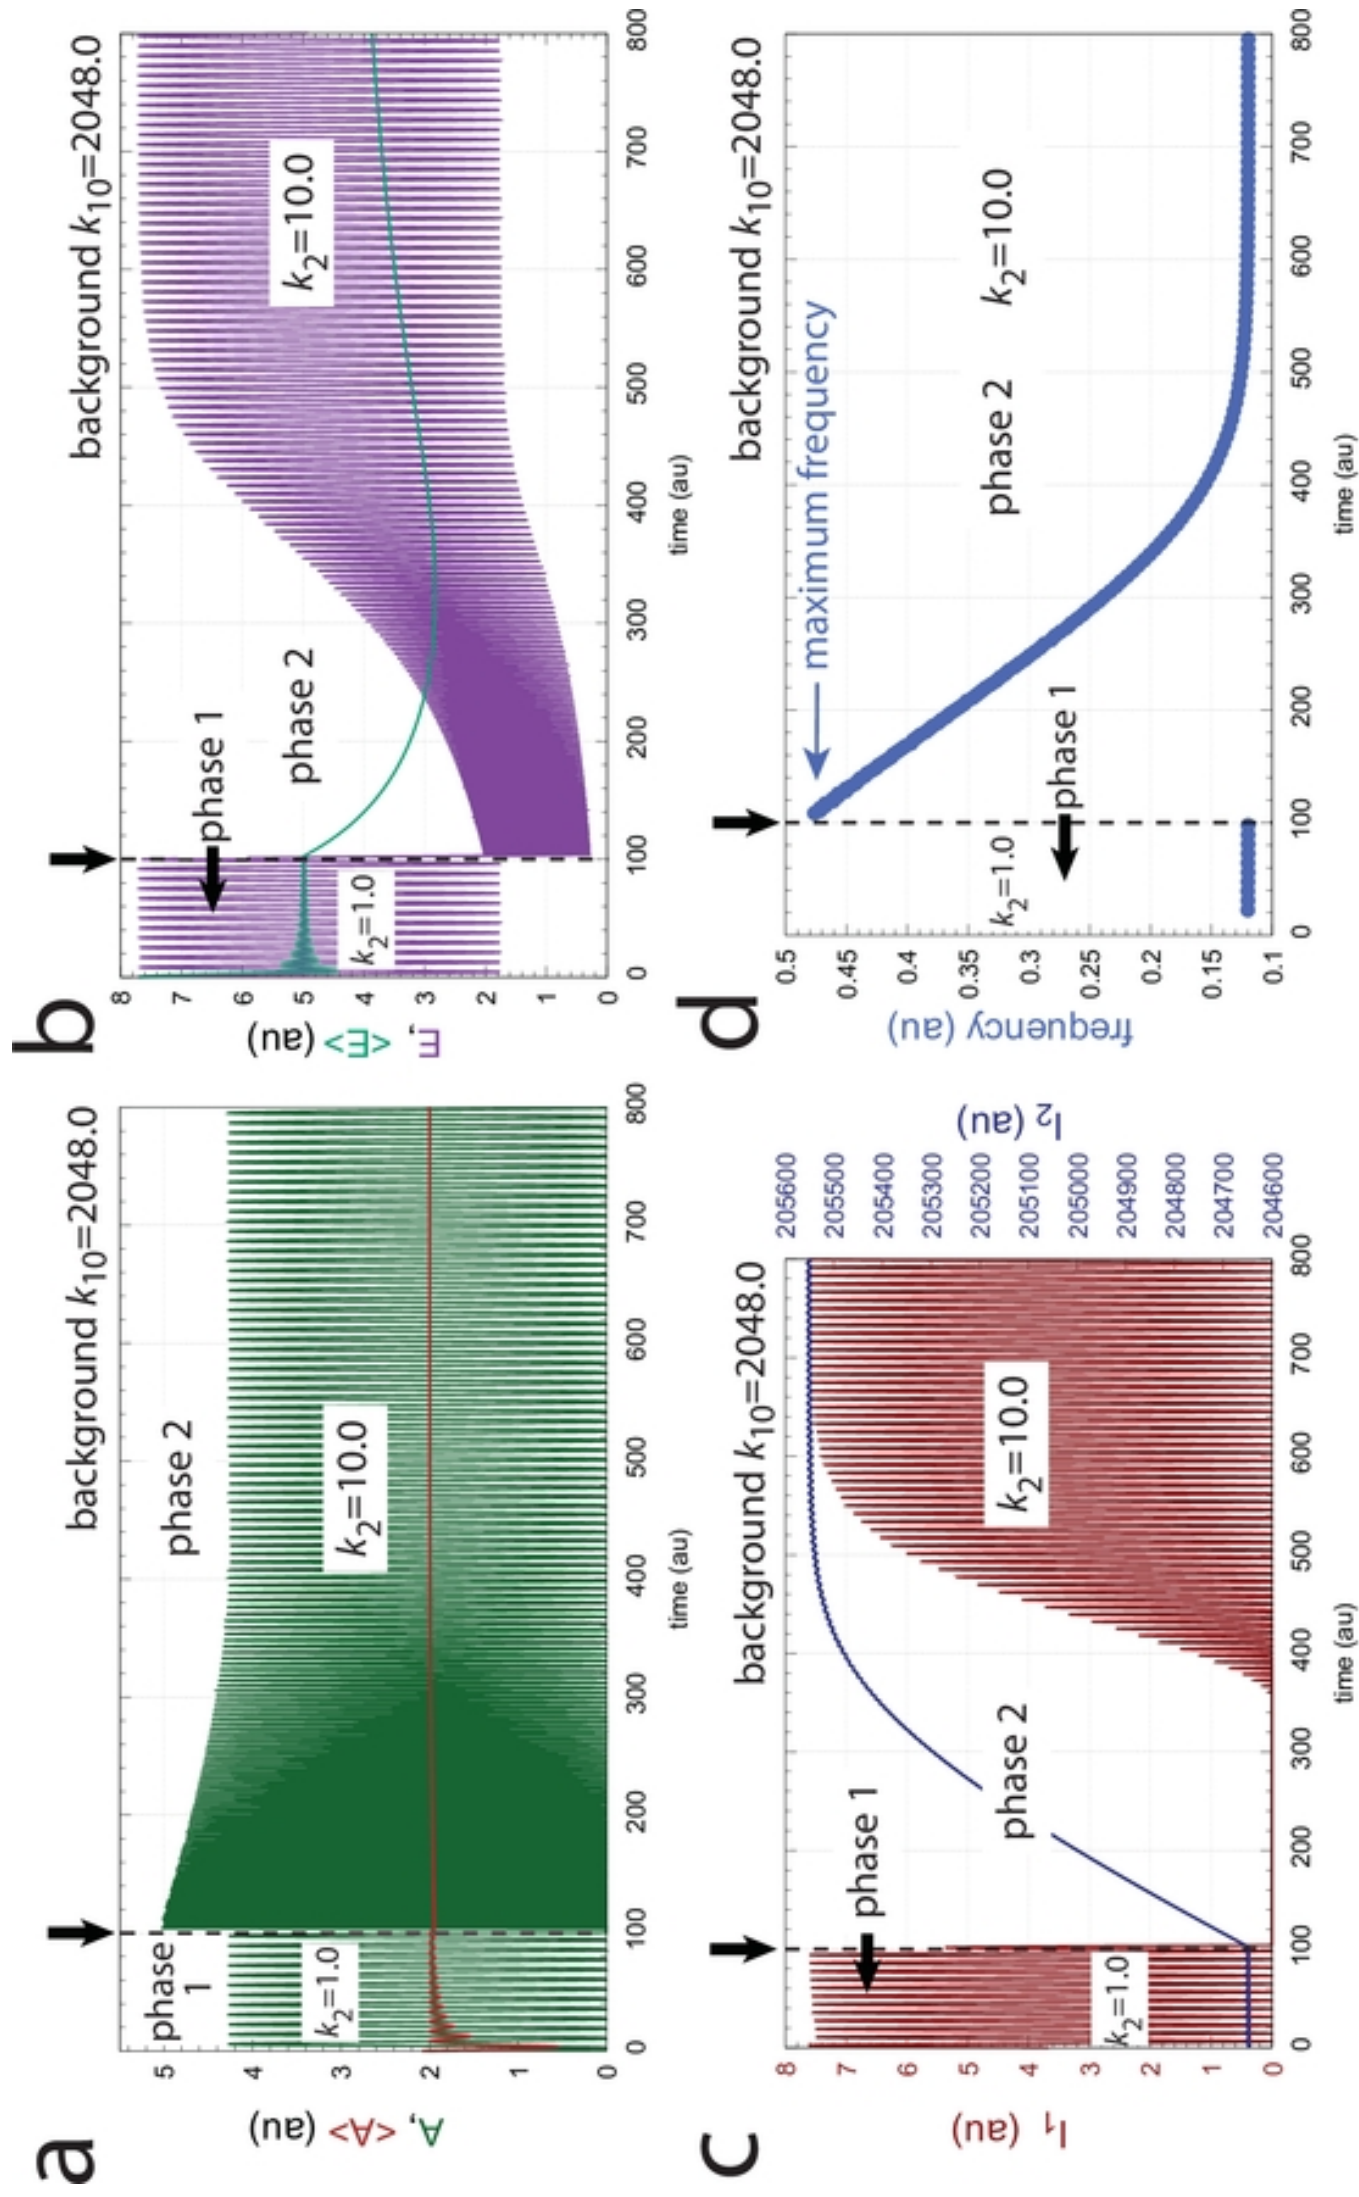 a
background k10=2048.0
phase 1
phase 2
k2=1.0
k2=10.0
A, <A> (au)
5
4
3
2
1
0
0 100 200 300 400 500 600 700 800
time (au)
b
background k10=2048.0
phase 1
phase 2
k2=1.0
k2=10.0
E, <E> (au)
8
7
6
5
4
3
2
1
0
0 100 200 300 400 500 600 700 800
time (au)
c
background k10=2048.0
phase 1
phase 2
k2=1.0
k2=10.0
I1 (au)
8
7
6
5
4
3
2
1
0
I2 (au)
205600
205500
205400
205300
205200
205100
205000
204900
204800
204700
204600
0 100 200 300 400 500 600 700 800
time (au)
d
background k10=2048.0
maximum frequency
phase 1
phase 2 k2=10.0
k2=1.0
frequency (au)
0.5
0.45
0.4
0.35
0.3
0.25
0.2
0.15
0.1
0 100 200 300 400 500 600 700 800
time (au)